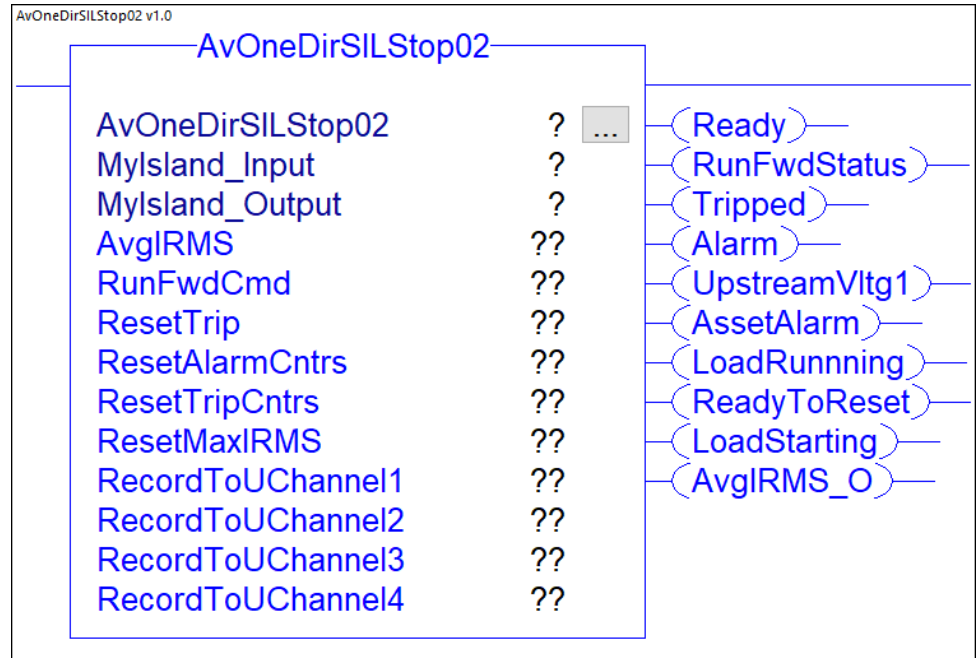 AvOneDirSILStop02 v1.0
AvOneDirSILStop02
AvOneDirSILStop02 ? ... Ready
MyIsland_Input ? RunFwdStatus
MyIsland_Output ? Tripped
AvgIRMS ?? Alarm
RunFwdCmd ?? UpstreamVltg1
ResetTrip ?? AssetAlarm
ResetAlarmCntrs ?? LoadRunnning
ResetTripCntrs ?? ReadyToReset
ResetMaxIRMS ?? LoadStarting
RecordToUChannel1 ?? AvgIRMS_O
RecordToUChannel2 ??
RecordToUChannel3 ??
RecordToUChannel4 ??